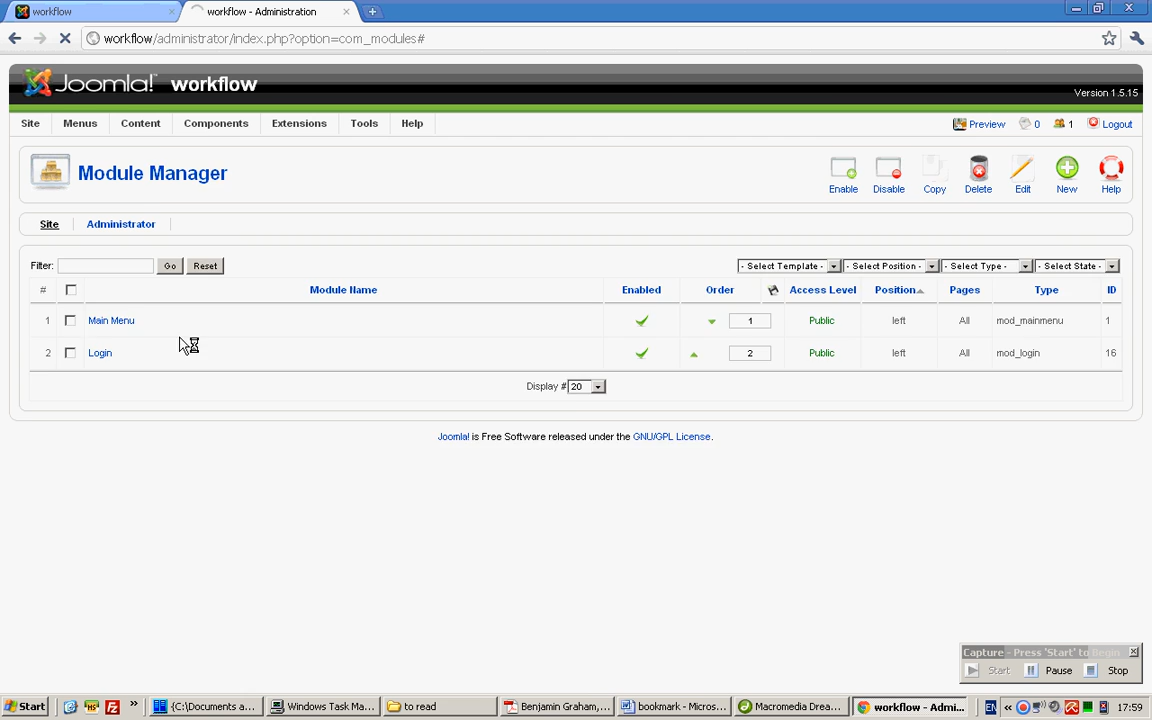 workflow
workflow - Administration
workflow/administrator/index.php?option=com_modules#
Joomla!™ workflow
Version 1.5.15
Site Menus Content Components Extensions Tools Help
Preview 0 1 Logout
Module Manager
Enable Disable Copy Delete Edit New Help
Site Administrator
Filter: Go Reset - Select Template - - Select Position - - Select Type - - Select State -
# Module Name Enabled Order Access Level Position Pages Type ID
1 Main Menu 1 Public left All mod_mainmenu 1
2 Login 2 Public left All mod_login 16
Display # 20
Joomla! is Free Software released under the GNU/GPL License.
Capture - Press 'Start' to Begin
Start Pause Stop
Start » {C:\Documents a... Windows Task Ma... to read Benjamin Graham,... bookmark - Micros... Macromedia Drea... workflow - Admi... EN « 17:59